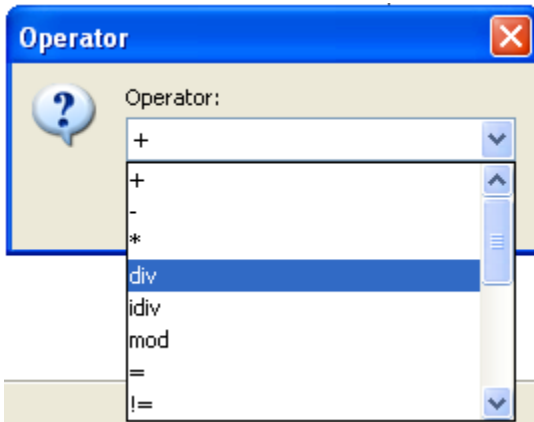 Operator
Operator:
+
+
-
*
div
idiv
mod
=
!=